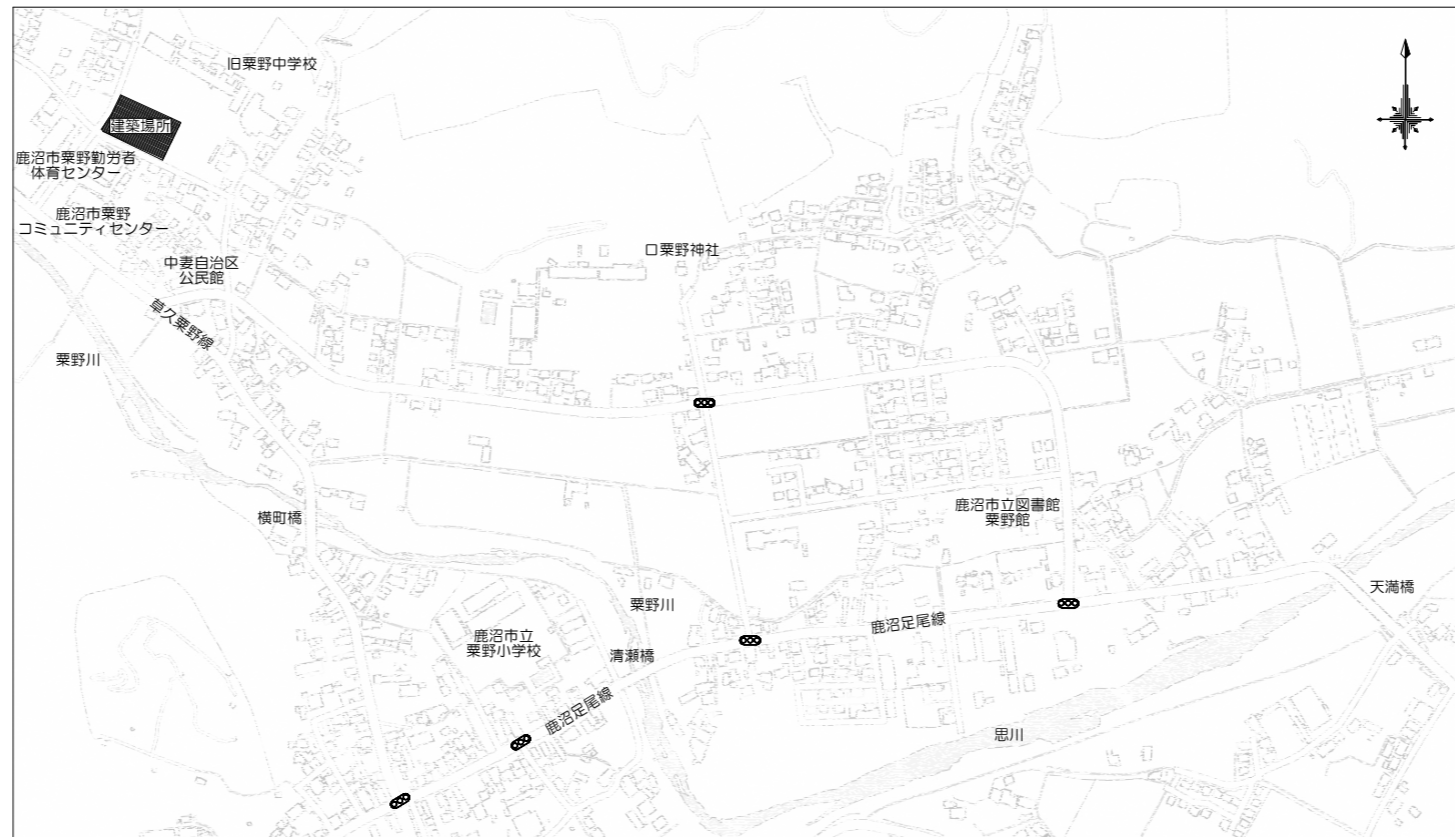 旧粟野中学校
建築場所
鹿沼市粟野勤労者
体育センター
鹿沼市粟野
コミュニティセンター
中妻自治区
公民館
口粟野神社
草久粟野線
粟野川
横町橋
鹿沼市立図書館
粟野館
天満橋
粟野川
鹿沼足尾線
鹿沼市立
粟野小学校
清瀬橋
鹿沼足尾線
思川